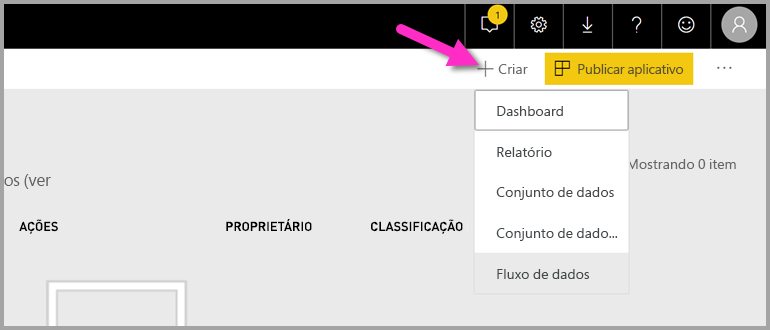 1
?
+ Criar
Publicar aplicativo
...
Dashboard
Relatório
Mostrando 0 item
os (ver
Conjunto de dados
AÇÕES PROPRIETÁRIO CLASSIFICAÇÃO
Conjunto de dado...
Fluxo de dados